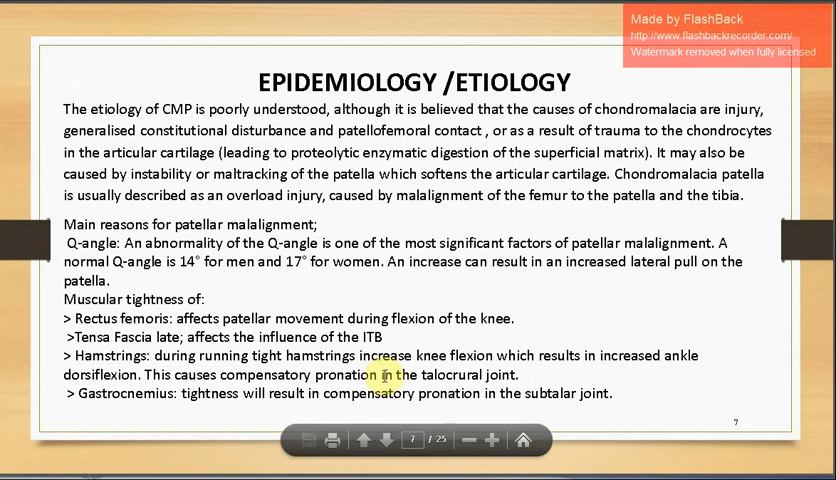 Made by FlashBack
http://www.flashbackrecorder.com/
Watermark removed when fully licensed
EPIDEMIOLOGY /ETIOLOGY
The etiology of CMP is poorly understood, although it is believed that the causes of chondromalacia are injury,
generalised constitutional disturbance and patellofemoral contact , or as a result of trauma to the chondrocytes
in the articular cartilage (leading to proteolytic enzymatic digestion of the superficial matrix). It may also be
caused by instability or maltracking of the patella which softens the articular cartilage. Chondromalacia patella
is usually described as an overload injury, caused by malalignment of the femur to the patella and the tibia.
Main reasons for patellar malalignment;
Q-angle: An abnormality of the Q-angle is one of the most significant factors of patellar malalignment. A
normal Q-angle is 14° for men and 17° for women. An increase can result in an increased lateral pull on the
patella.
Muscular tightness of:
> Rectus femoris: affects patellar movement during flexion of the knee.
>Tensa Fascia late; affects the influence of the ITB
> Hamstrings: during running tight hamstrings increase knee flexion which results in increased ankle
dorsiflexion. This causes compensatory pronation in the talocrural joint.
> Gastrocnemius: tightness will result in compensatory pronation in the subtalar joint.
7
7 / 25